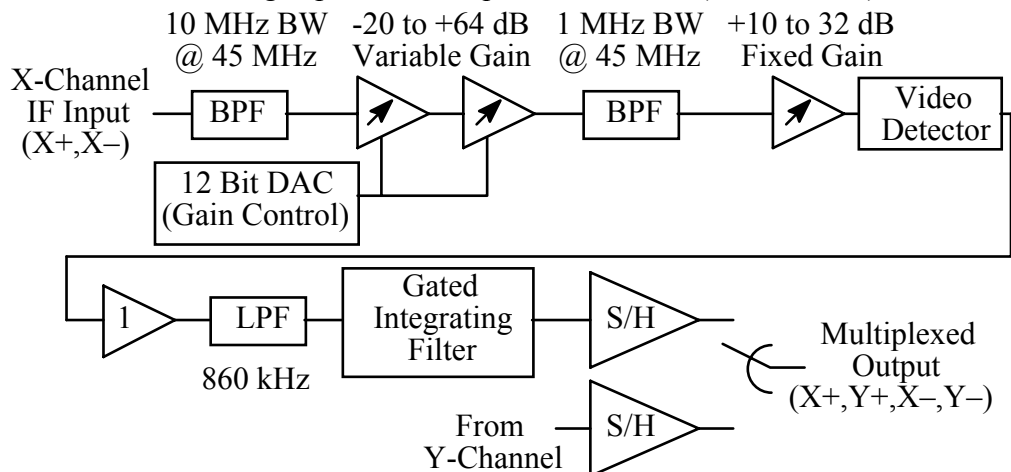 10 MHz BW
@ 45 MHz
-20 to +64 dB
Variable Gain
1 MHz BW
@ 45 MHz
+10 to 32 dB
Fixed Gain
X-Channel
IF Input
(X+,X–)
BPF
BPF
Video
Detector
12 Bit DAC
(Gain Control)
1
LPF
860 kHz
Gated
Integrating
Filter
S/H
Multiplexed
Output
(X+,Y+,X–,Y–)
From
Y-Channel
S/H